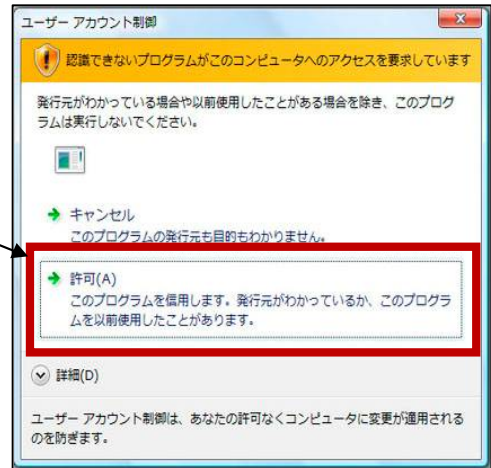 ユーザー アカウント制御
認識できないプログラムがこのコンピュータへのアクセスを要求しています
発行元がわかっている場合や以前使用したことがある場合を除き、このプログ
ラムは実行しないでください。
キャンセル
このプログラムの発行元も目的もわかりません。
許可(A)
このプログラムを信用します。発行元がわかっているか、このプログラ
ムを以前使用したことがあります。
詳細(D)
ユーザー アカウント制御は、あなたの許可なくコンピュータに変更が適用される
のを防ぎます。